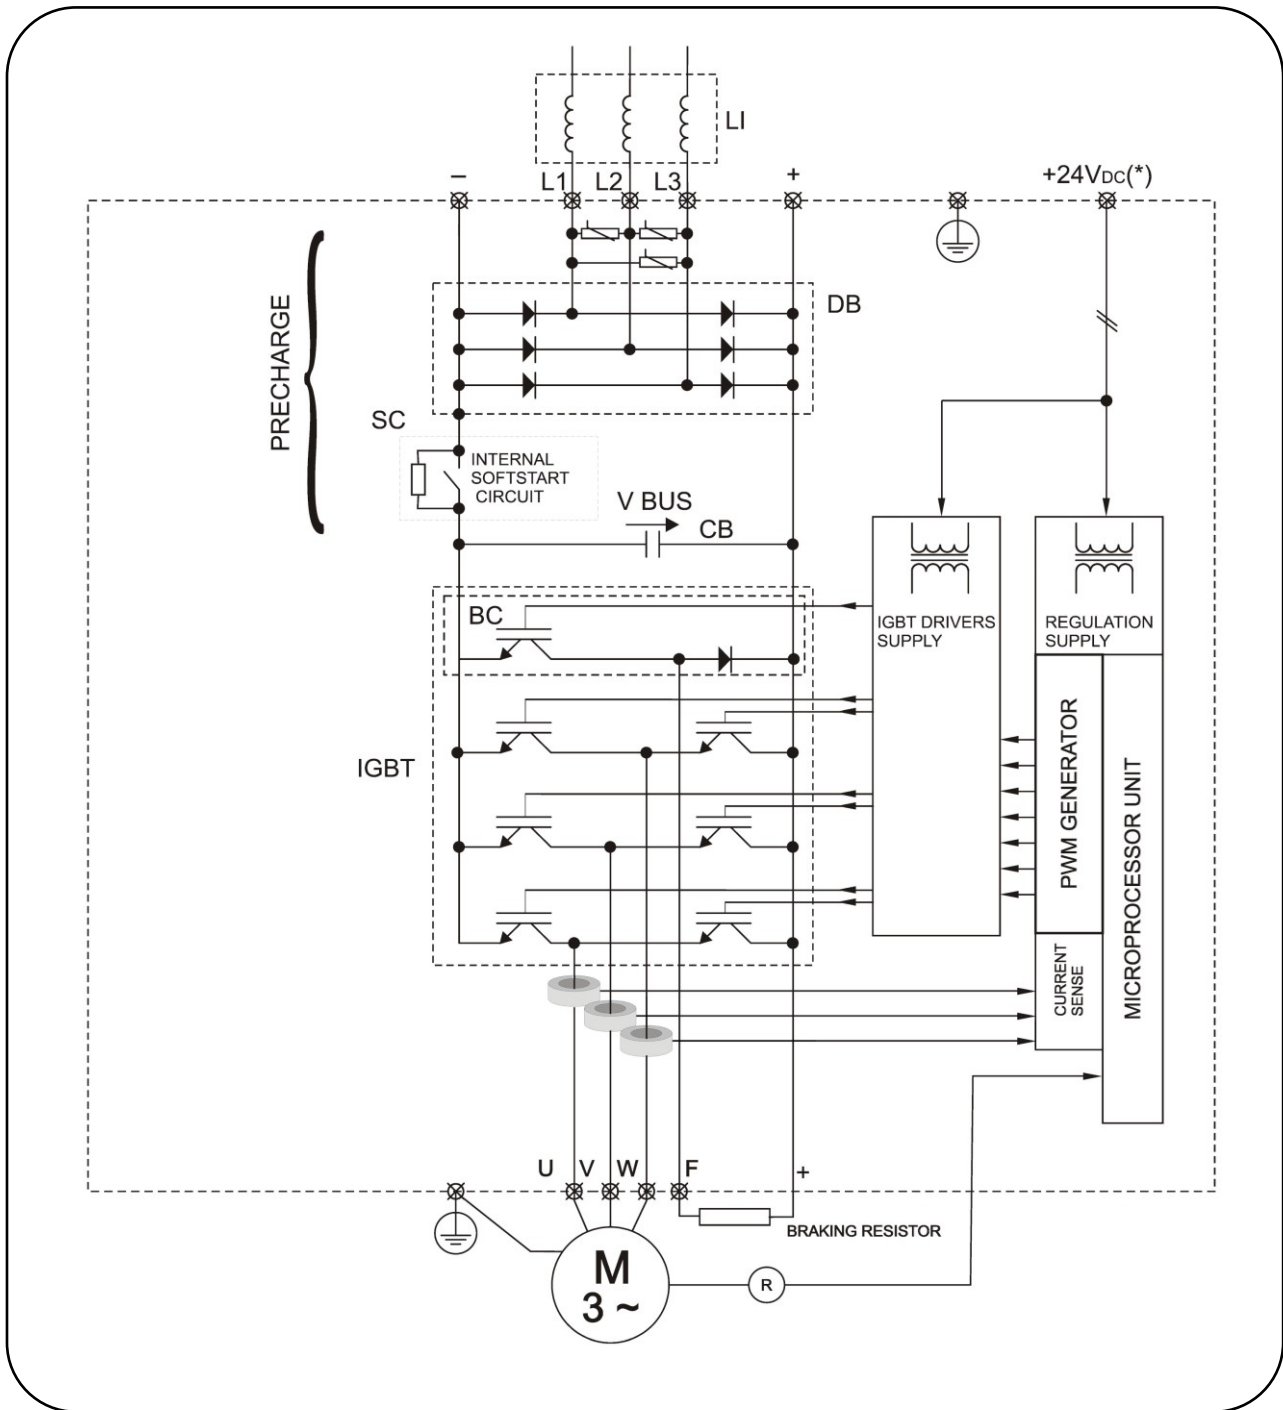 LI
– L1 L2 L3 + +24VDC(*)
DB
PRECHARGE
SC
INTERNAL
SOFTSTART
CIRCUIT
V BUS
CB
BC
IGBT DRIVERS
SUPPLY
REGULATION
SUPPLY
IGBT
PWM GENERATOR
MICROPROCESSOR UNIT
CURRENT
SENSE
U V W F +
BRAKING RESISTOR
M
3 ~
R